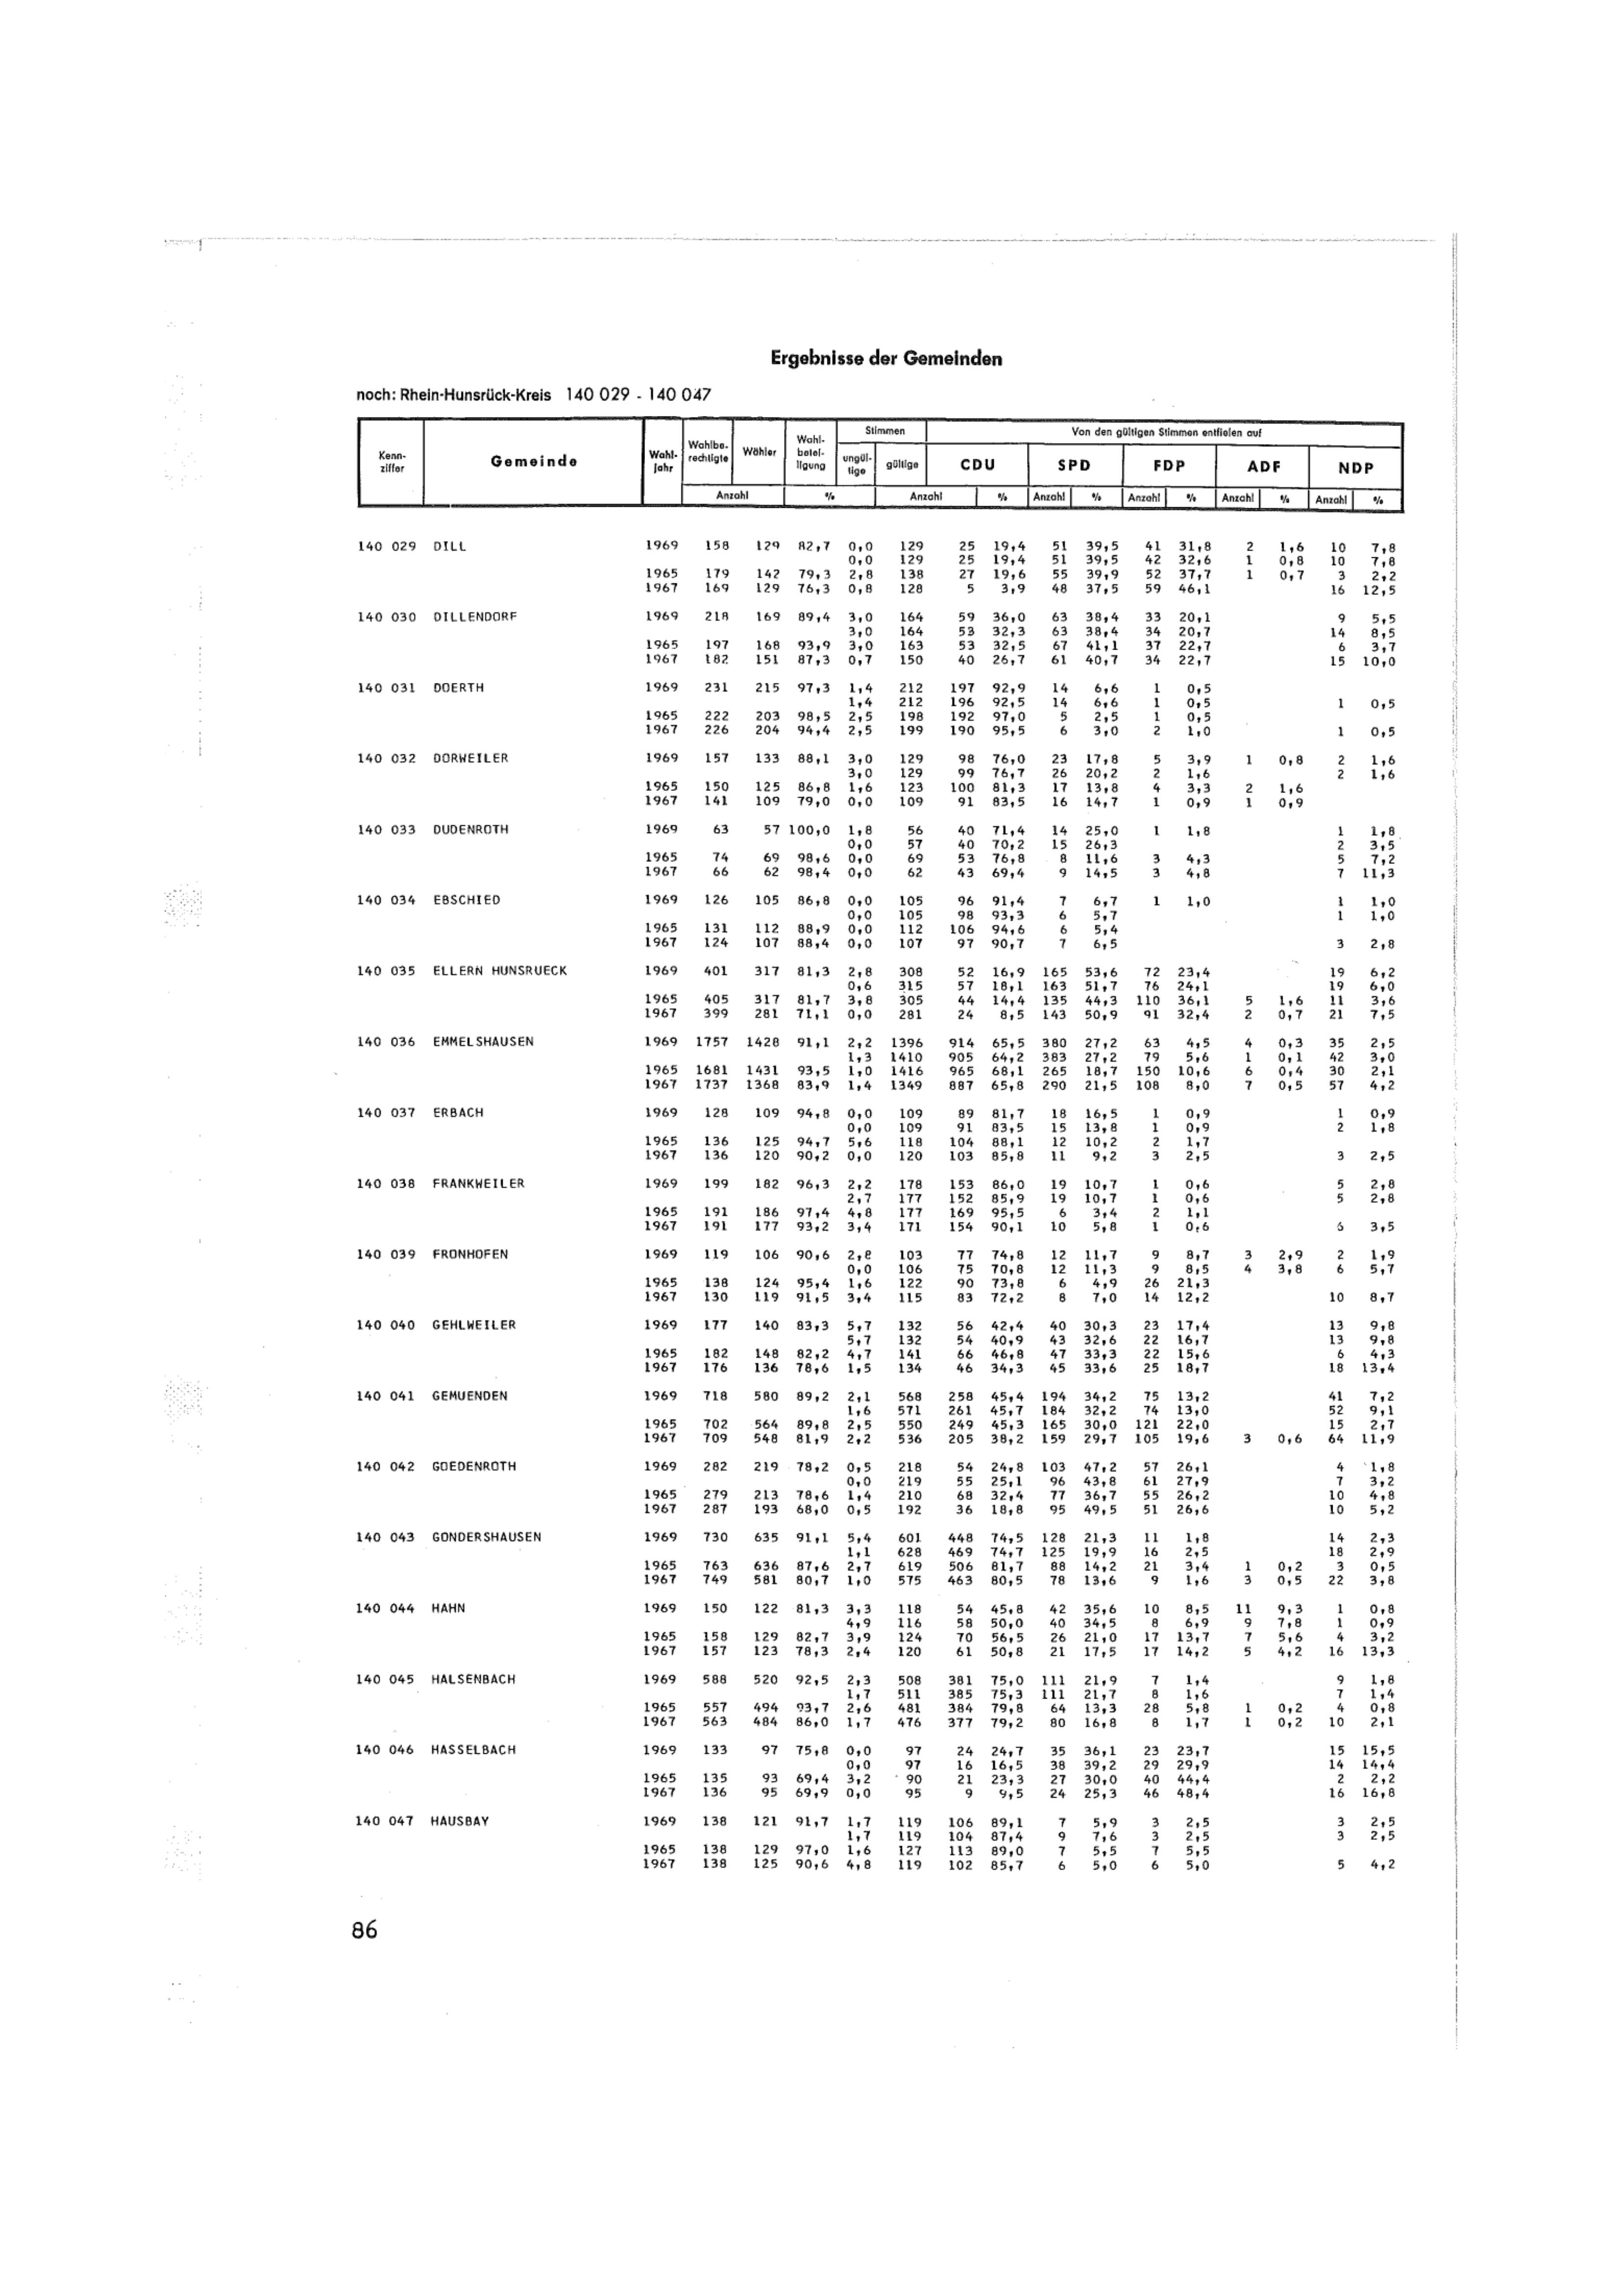 Ergebnisse der Gemeinden
noch: Rhein-Hunsrück-Kreis 140 029 - 140 047
Kenn-ziffer Gemeinde Wahl-jahr Wahlbe-rechtigte Wähler Wahl-betei-ligung Stimmen Von den gültigen Stimmen entfielen auf
ungül-tige gültige CDU SPD FDP ADF NDP
Anzahl % Anzahl % Anzahl % Anzahl % Anzahl % Anzahl %
140 029 DILL 1969 158 129 82,7 0,0 129 25 19,4 51 39,5 41 31,8 2 1,6 10 7,8
0,0 129 25 19,4 51 39,5 42 32,6 1 0,8 10 7,8
1965 179 142 79,3 2,8 138 27 19,6 55 39,9 52 37,7 1 0,7 3 2,2
1967 169 129 76,3 0,8 128 5 3,9 48 37,5 59 46,1 16 12,5
140 030 DILLENDORF 1969 218 169 89,4 3,0 164 59 36,0 63 38,4 33 20,1 9 5,5
3,0 164 53 32,3 63 38,4 34 20,7 14 8,5
1965 197 168 93,9 3,0 163 53 32,5 67 41,1 37 22,7 6 3,7
1967 182 151 87,3 0,7 150 40 26,7 61 40,7 34 22,7 15 10,0
140 031 DOERTH 1969 231 215 97,3 1,4 212 197 92,9 14 6,6 1 0,5
1,4 212 196 92,5 14 6,6 1 0,5 1 0,5
1965 222 203 98,5 2,5 198 192 97,0 5 2,5 1 0,5
1967 226 204 94,4 2,5 199 190 95,5 6 3,0 2 1,0 1 0,5
140 032 DORWEILER 1969 157 133 88,1 3,0 129 98 76,0 23 17,8 5 3,9 1 0,8 2 1,6
3,0 129 99 76,7 26 20,2 2 1,6 2 1,6
1965 150 125 86,8 1,6 123 100 81,3 17 13,8 4 3,3 2 1,6
1967 141 109 79,0 0,0 109 91 83,5 16 14,7 1 0,9 1 0,9
140 033 DUDENROTH 1969 63 57 100,0 1,8 56 40 71,4 14 25,0 1 1,8 1 1,8
0,0 57 40 70,2 15 26,3 2 3,5
1965 74 69 98,6 0,0 69 53 76,8 8 11,6 3 4,3 5 7,2
1967 66 62 98,4 0,0 62 43 69,4 9 14,5 3 4,8 7 11,3
140 034 EBSCHIED 1969 126 105 86,8 0,0 105 96 91,4 7 6,7 1 1,0 1 1,0
0,0 105 98 93,3 6 5,7 1 1,0
1965 131 112 88,9 0,0 112 106 94,6 6 5,4
1967 124 107 88,4 0,0 107 97 90,7 7 6,5 3 2,8
140 035 ELLERN HUNSRUECK 1969 401 317 81,3 2,8 308 52 16,9 165 53,6 72 23,4 19 6,2
0,6 315 57 18,1 163 51,7 76 24,1 19 6,0
1965 405 317 81,7 3,8 305 44 14,4 135 44,3 110 36,1 5 1,6 11 3,6
1967 399 281 71,1 0,0 281 24 8,5 143 50,9 91 32,4 2 0,7 21 7,5
140 036 EMMELSHAUSEN 1969 1757 1428 91,1 2,2 1396 914 65,5 380 27,2 63 4,5 4 0,3 35 2,5
1,3 1410 905 64,2 383 27,2 79 5,6 1 0,1 42 3,0
1965 1681 1431 93,5 1,0 1416 965 68,1 265 18,7 150 10,6 6 0,4 30 2,1
1967 1737 1368 83,9 1,4 1349 887 65,8 290 21,5 108 8,0 7 0,5 57 4,2
140 037 ERBACH 1969 128 109 94,8 0,0 109 89 81,7 18 16,5 1 0,9 1 0,9
0,0 109 91 83,5 15 13,8 1 0,9 2 1,8
1965 136 125 94,7 5,6 118 104 88,1 12 10,2 2 1,7
1967 136 120 90,2 0,0 120 103 85,8 11 9,2 3 2,5 3 2,5
140 038 FRANKWEILER 1969 199 182 96,3 2,2 178 153 86,0 19 10,7 1 0,6 5 2,8
2,7 177 152 85,9 19 10,7 1 0,6 5 2,8
1965 191 186 97,4 4,8 177 169 95,5 6 3,4 2 1,1
1967 191 177 93,2 3,4 171 154 90,1 10 5,8 1 0,6 6 3,5
140 039 FRONHOFEN 1969 119 106 90,6 2,8 103 77 74,8 12 11,7 9 8,7 3 2,9 2 1,9
0,0 106 75 70,8 12 11,3 9 8,5 4 3,8 6 5,7
1965 138 124 95,4 1,6 122 90 73,8 6 4,9 26 21,3
1967 130 119 91,5 3,4 115 83 72,2 8 7,0 14 12,2 10 8,7
140 040 GEHLWEILER 1969 177 140 83,3 5,7 132 56 42,4 40 30,3 23 17,4 13 9,8
5,7 132 54 40,9 43 32,6 22 16,7 13 9,8
1965 182 148 82,2 4,7 141 66 46,8 47 33,3 22 15,6 6 4,3
1967 176 136 78,6 1,5 134 46 34,3 45 33,6 25 18,7 18 13,4
140 041 GEMUENDEN 1969 718 580 89,2 2,1 568 258 45,4 194 34,2 75 13,2 41 7,2
1,6 571 261 45,7 184 32,2 74 13,0 52 9,1
1965 702 564 89,8 2,5 550 249 45,3 165 30,0 121 22,0 15 2,7
1967 709 548 81,9 2,2 536 205 38,2 159 29,7 105 19,6 3 0,6 64 11,9
140 042 GOEDENROTH 1969 282 219 78,2 0,5 218 54 24,8 103 47,2 57 26,1 4 1,8
0,0 219 55 25,1 96 43,8 61 27,9 7 3,2
1965 279 213 78,6 1,4 210 68 32,4 77 36,7 55 26,2 10 4,8
1967 287 193 68,0 0,5 192 36 18,8 95 49,5 51 26,6 10 5,2
140 043 GONDERSHAUSEN 1969 730 635 91,1 5,4 601 448 74,5 128 21,3 11 1,8 14 2,3
1,1 628 469 74,7 125 19,9 16 2,5 18 2,9
1965 763 636 87,6 2,7 619 506 81,7 88 14,2 21 3,4 1 0,2 3 0,5
1967 749 581 80,7 1,0 575 463 80,5 78 13,6 9 1,6 3 0,5 22 3,8
140 044 HAHN 1969 150 122 81,3 3,3 118 54 45,8 42 35,6 10 8,5 11 9,3 1 0,8
4,9 116 58 50,0 40 34,5 8 6,9 9 7,8 1 0,9
1965 158 129 82,7 3,9 124 70 56,5 26 21,0 17 13,7 7 5,6 4 3,2
1967 157 123 78,3 2,4 120 61 50,8 21 17,5 17 14,2 5 4,2 16 13,3
140 045 HALSENBACH 1969 588 520 92,5 2,3 508 381 75,0 111 21,9 7 1,4 9 1,8
1,7 511 385 75,3 111 21,7 8 1,6 7 1,4
1965 557 494 93,7 2,6 481 384 79,8 64 13,3 28 5,8 1 0,2 4 0,8
1967 563 484 86,0 1,7 476 377 79,2 80 16,8 8 1,7 1 0,2 10 2,1
140 046 HASSELBACH 1969 133 97 75,8 0,0 97 24 24,7 35 36,1 23 23,7 15 15,5
0,0 97 16 16,5 38 39,2 29 29,9 14 14,4
1965 135 93 69,4 3,2 90 21 23,3 27 30,0 40 44,4 2 2,2
1967 136 95 69,9 0,0 95 9 9,5 24 25,3 46 48,4 16 16,8
140 047 HAUSBAY 1969 138 121 91,7 1,7 119 106 89,1 7 5,9 3 2,5 3 2,5
1,7 119 104 87,4 9 7,6 3 2,5 3 2,5
1965 138 129 97,0 1,6 127 113 89,0 7 5,5 7 5,5
1967 138 125 90,6 4,8 119 102 85,7 6 5,0 6 5,0 5 4,2
86